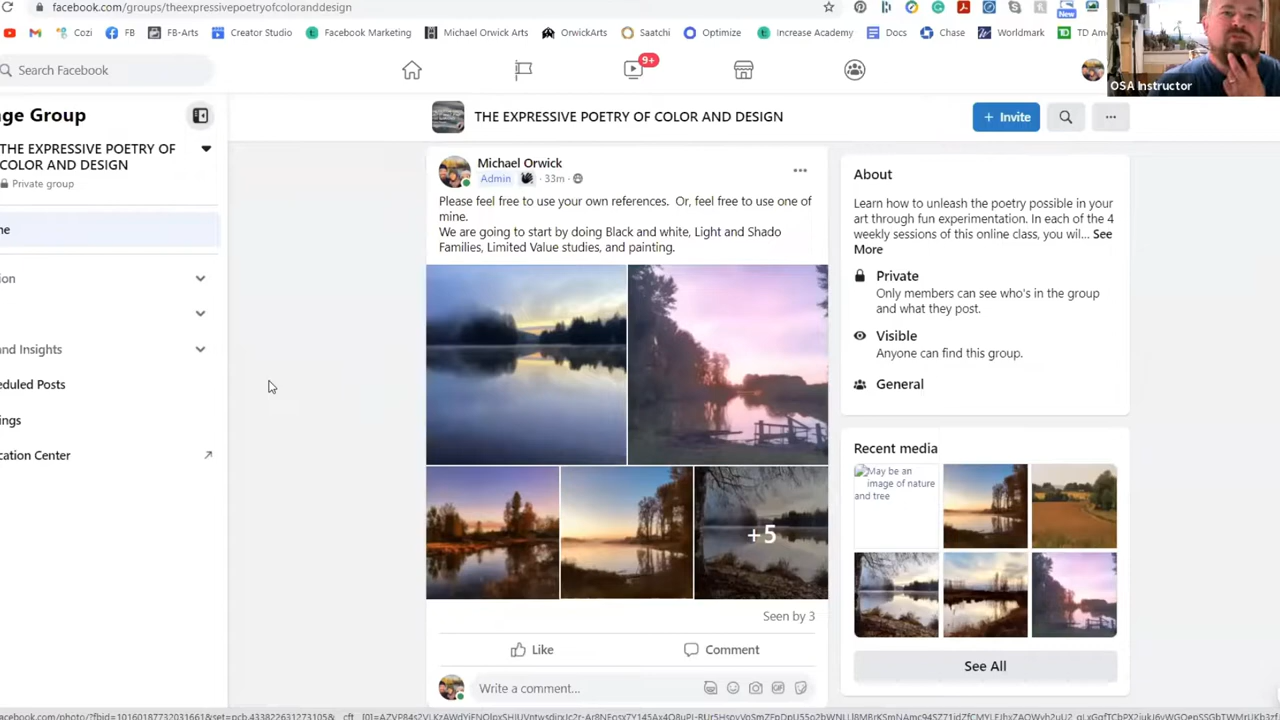 facebook.com/groups/theexpressivepoetryofcoloranddesign
New
Cozi FB FB-Arts Creator Studio Facebook Marketing Michael Orwick Arts OrwickArts Saatchi Optimize Increase Academy Docs Chase Worldmark TD Am
OSA Instructor
Search Facebook
9+
ge Group
THE EXPRESSIVE POETRY OF
COLOR AND DESIGN
Private group
ne
ion
and Insights
eduled Posts
ings
cation Center
THE EXPRESSIVE POETRY OF COLOR AND DESIGN
+ Invite
Michael Orwick
Admin · 33m ·
Please feel free to use your own references. Or, feel free to use one of
mine.
We are going to start by doing Black and white, Light and Shado
Families, Limited Value studies, and painting.
+5
Seen by 3
Like Comment
Write a comment...
GIF
About
Learn how to unleash the poetry possible in your
art through fun experimentation. In each of the 4
weekly sessions of this online class, you wil... See
More
Private
Only members can see who's in the group
and what they post.
Visible
Anyone can find this group.
General
Recent media
May be an
image of nature
and tree
See All